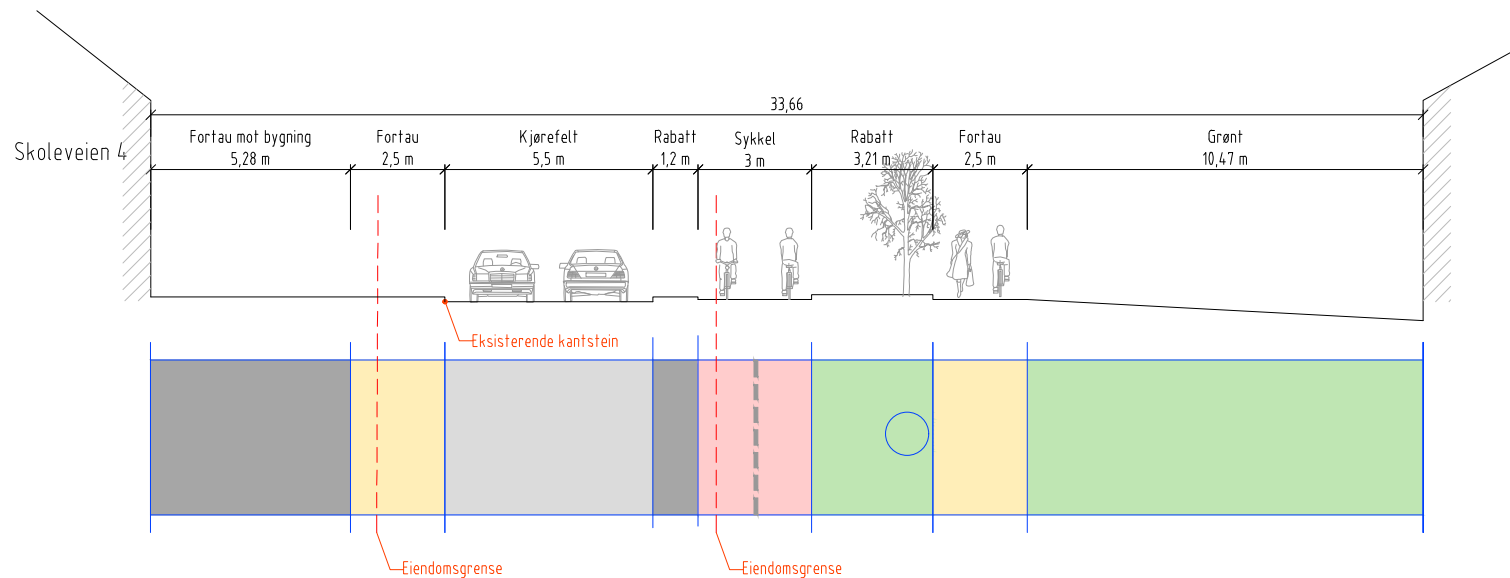 33,66
Skoleveien 4
Fortau mot bygning
5,28 m
Fortau
2,5 m
Kjørefelt
5,5 m
Rabatt
1,2 m
Sykkel
3 m
Rabatt
3,21 m
Fortau
2,5 m
Grønt
10,47 m
Eksisterende kantstein
Eiendomsgrense
Eiendomsgrense